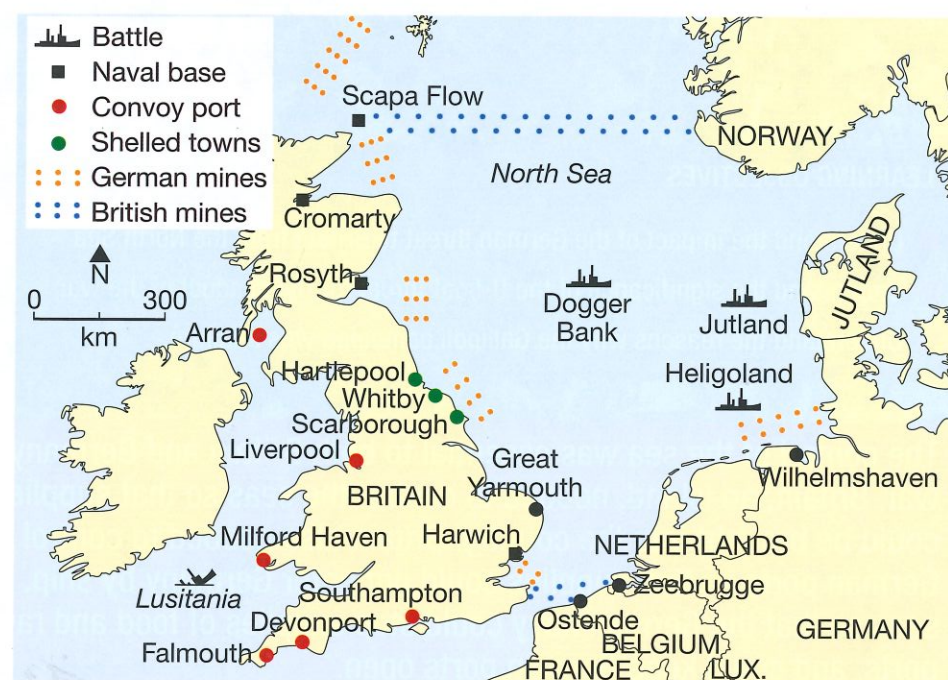 Battle
Naval base
Convoy port
Shelled towns
German mines
British mines
N
0 300
km
Scapa Flow
NORWAY
North Sea
Cromarty
Rosyth
Dogger
Bank
Jutland
JUTLAND
Arran
Hartlepool
Whitby
Scarborough
Heligoland
Liverpool
Great
Yarmouth
Wilhelmshaven
BRITAIN
Harwich
NETHERLANDS
Milford Haven
Zeebrugge
Lusitania
Southampton
Ostende
Devonport
BELGIUM
GERMANY
Falmouth
FRANCE
LUX.